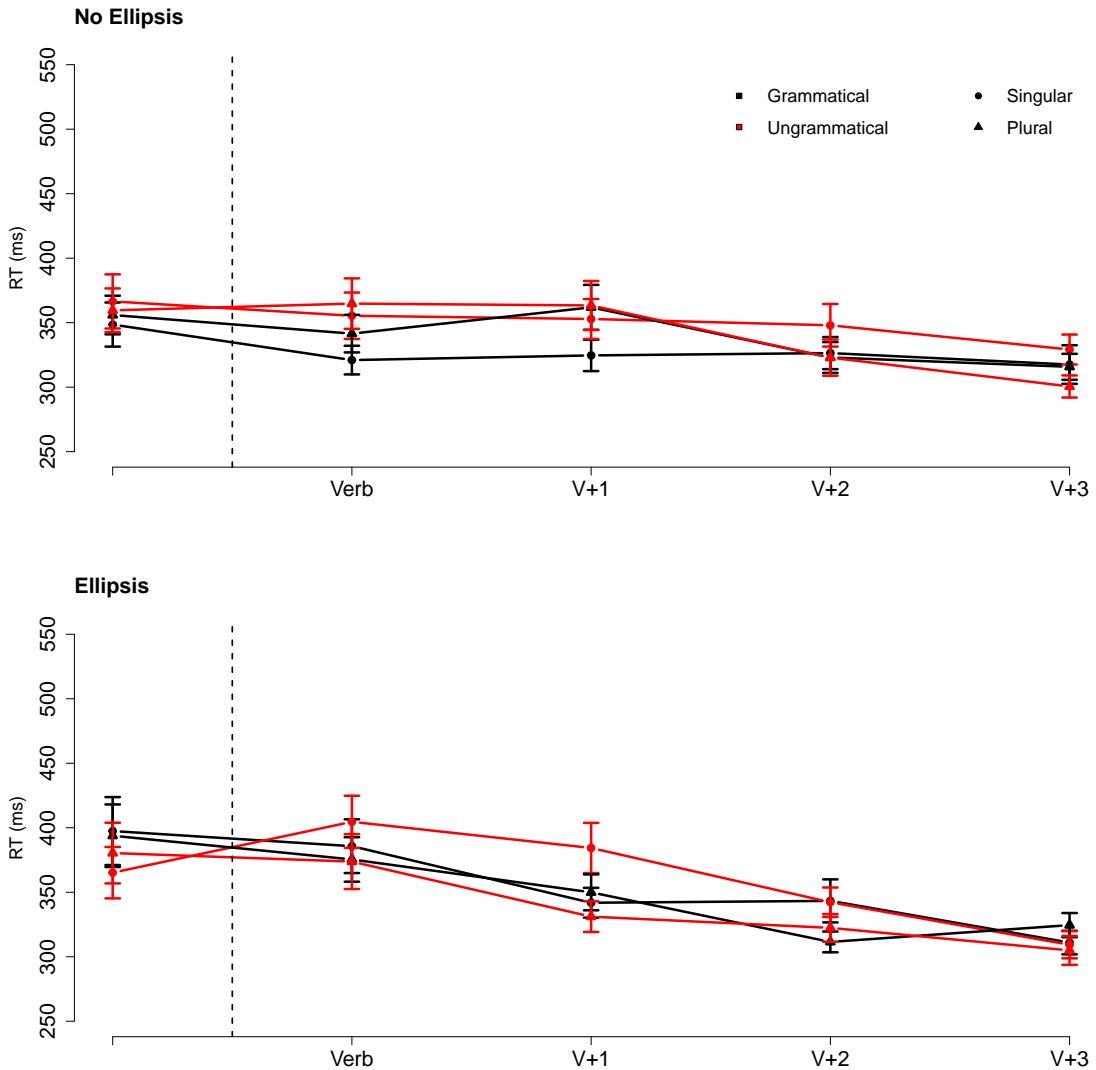 No Ellipsis
550
500
450
400
350
300
250
RT (ms)
Grammatical
Singular
Ungrammatical
Plural
Verb
V+1
V+2
V+3
Ellipsis
550
500
450
400
350
300
250
RT (ms)
Verb
V+1
V+2
V+3